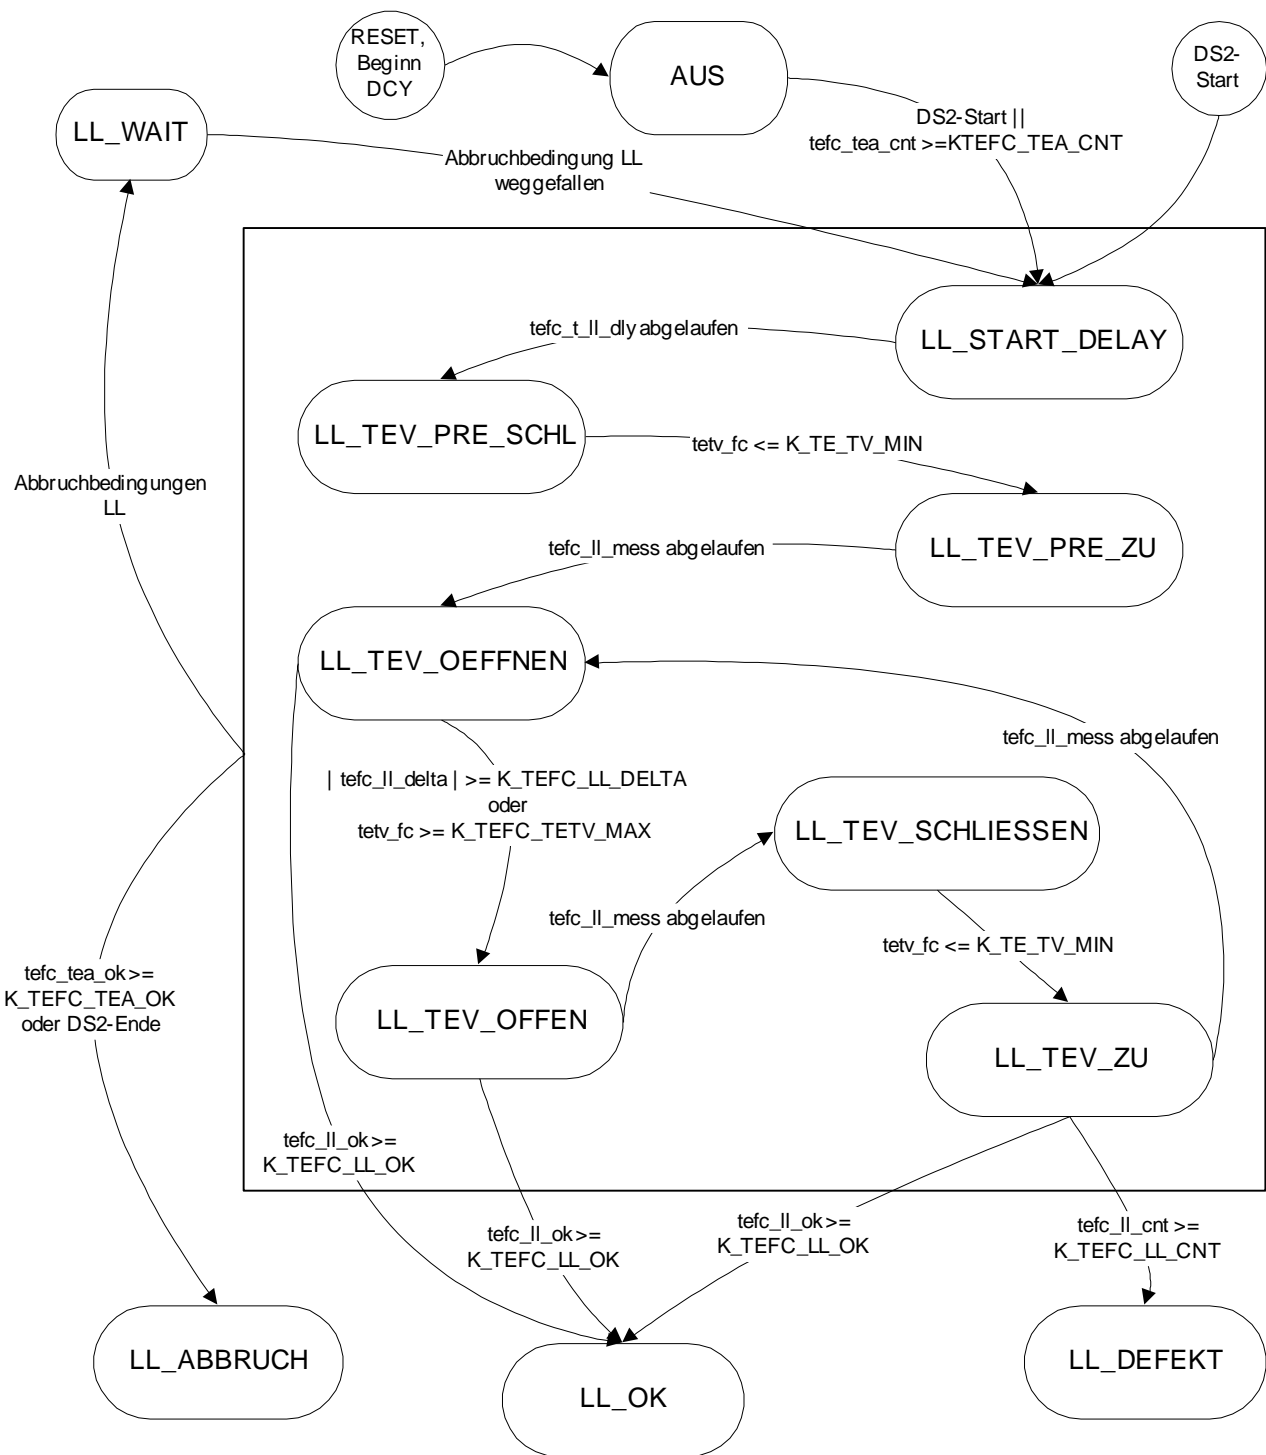 RESET,
Beginn
DCY
AUS
DS2-
Start
LL_WAIT
DS2-Start ||
tefc_tea_cnt >=KTEFC_TEA_CNT
Abbruchbedingung LL
weggefallen
LL_START_DELAY
tefc_t_ll_dly abgelaufen
LL_TEV_PRE_SCHL
tetv_fc <= K_TE_TV_MIN
Abbruchbedingungen
LL
LL_TEV_PRE_ZU
tefc_ll_mess abgelaufen
LL_TEV_OEFFNEN
tefc_ll_mess abgelaufen
| tefc_ll_delta | >= K_TEFC_LL_DELTA
oder
tetv_fc >= K_TEFC_TETV_MAX
LL_TEV_SCHLIESSEN
tefc_ll_mess abgelaufen
tetv_fc <= K_TE_TV_MIN
tefc_tea_ok >=
K_TEFC_TEA_OK
oder DS2-Ende
LL_TEV_OFFEN
LL_TEV_ZU
tefc_ll_ok >=
K_TEFC_LL_OK
tefc_ll_ok >=
K_TEFC_LL_OK
tefc_ll_ok >=
K_TEFC_LL_OK
tefc_ll_cnt >=
K_TEFC_LL_CNT
LL_ABBRUCH
LL_OK
LL_DEFEKT